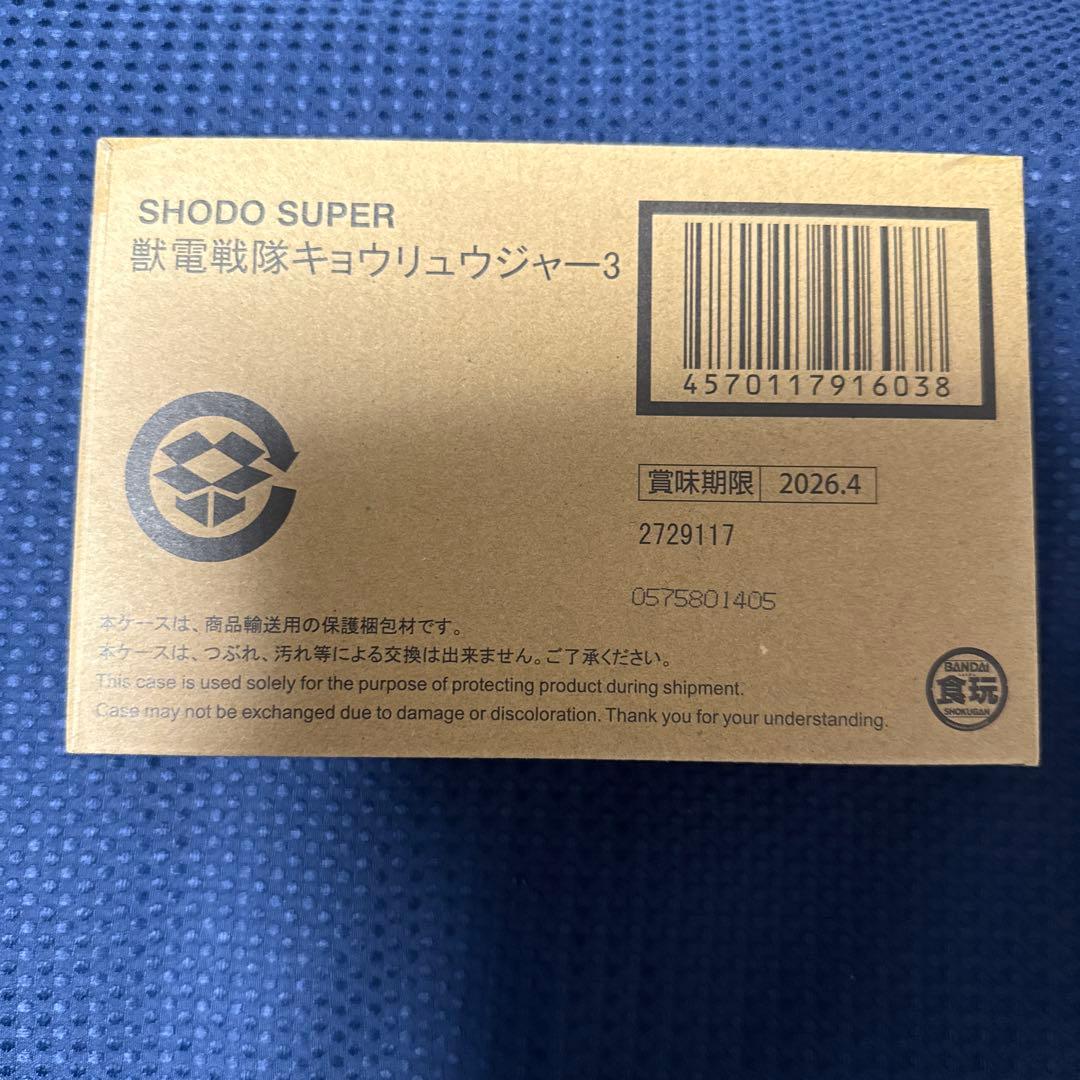 SHODO SUPER
獣電戦隊キョウリュウジャー3
4570117916038
賞味期限 2026.4
2729117
0575801405
本ケースは、商品輸送用の保護梱包材です。
本ケースは、つぶれ、汚れ等による交換は出来ません。ご了承ください。
This case is used solely for the purpose of protecting product during shipment.
Case may not be exchanged due to damage or discoloration. Thank you for your understanding.
BANDAI
食玩
SHOKUGAN